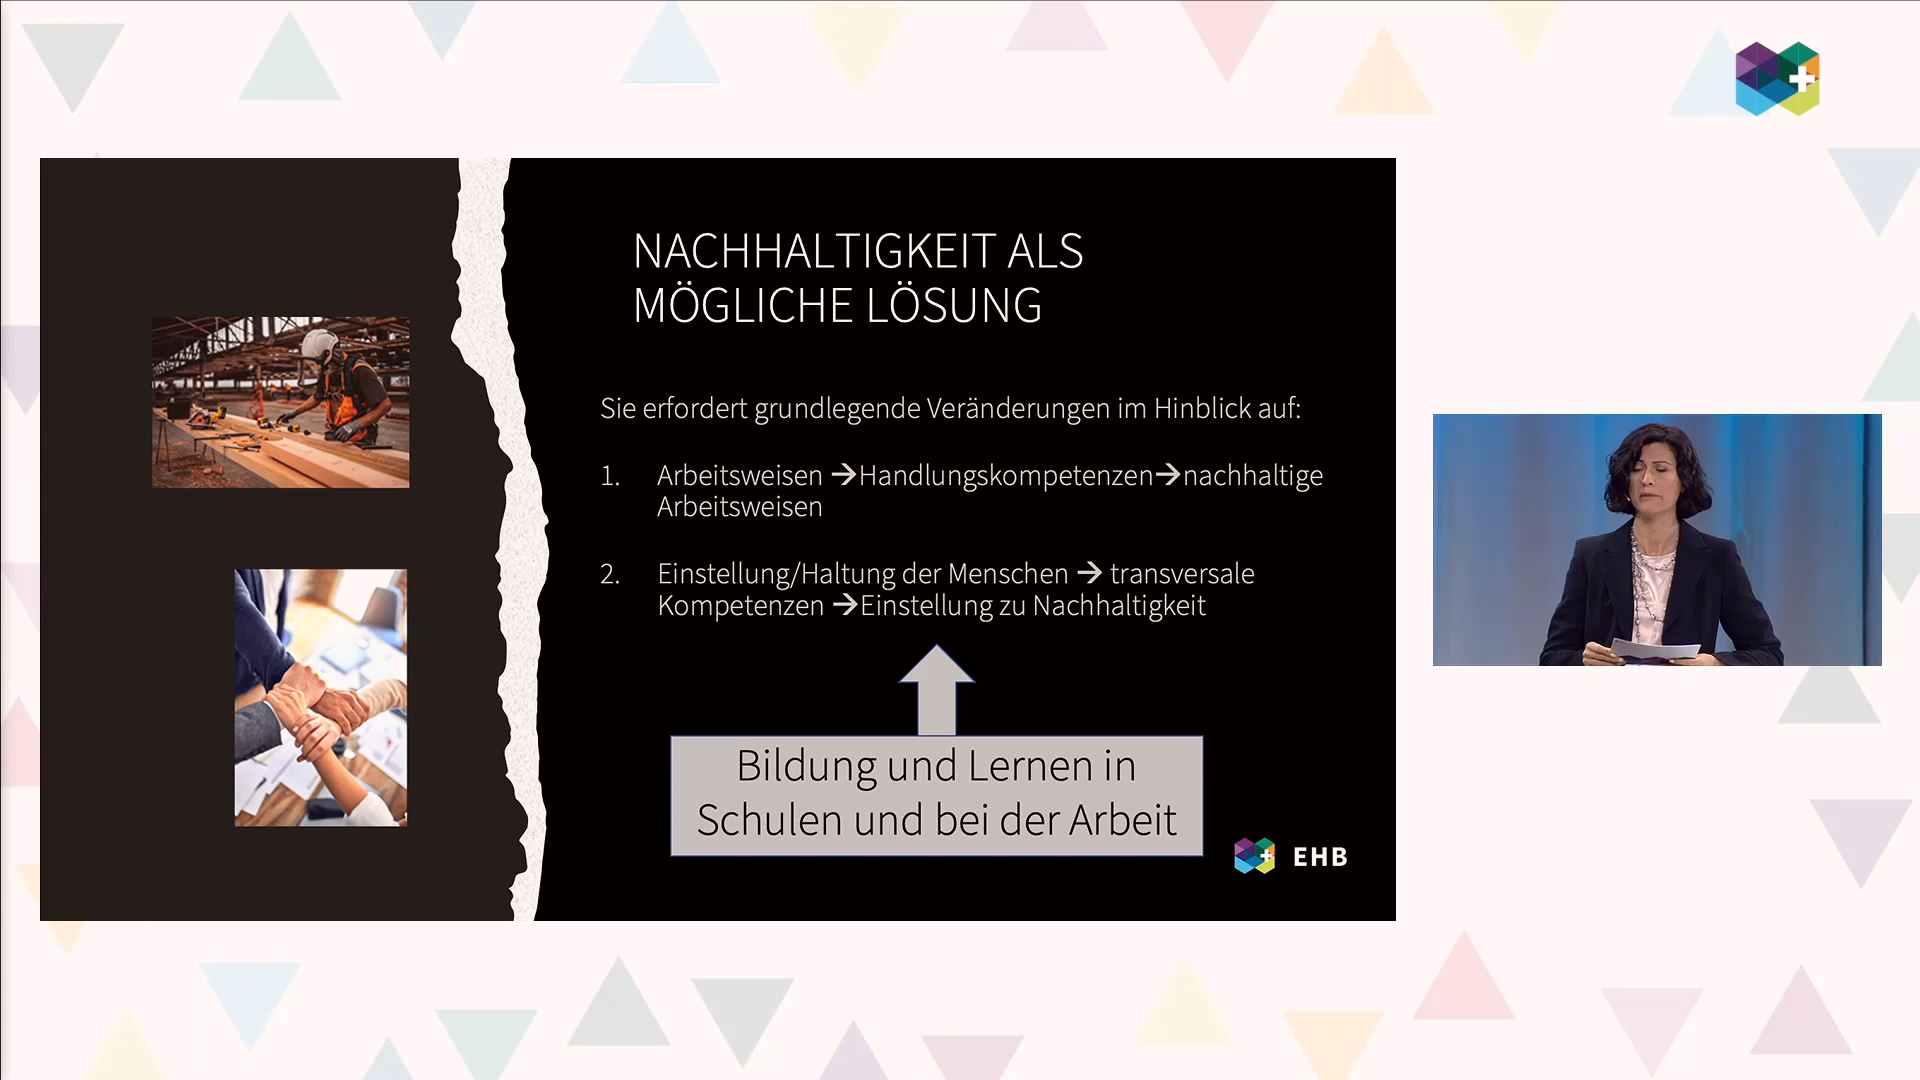 NACHHALTIGKEIT ALS
MÖGLICHE LÖSUNG
Sie erfordert grundlegende Veränderungen im Hinblick auf:
1. Arbeitsweisen →Handlungskompetenzen→nachhaltige
Arbeitsweisen
2. Einstellung/Haltung der Menschen → transversale
Kompetenzen →Einstellung zu Nachhaltigkeit
Bildung und Lernen in
Schulen und bei der Arbeit
EHB